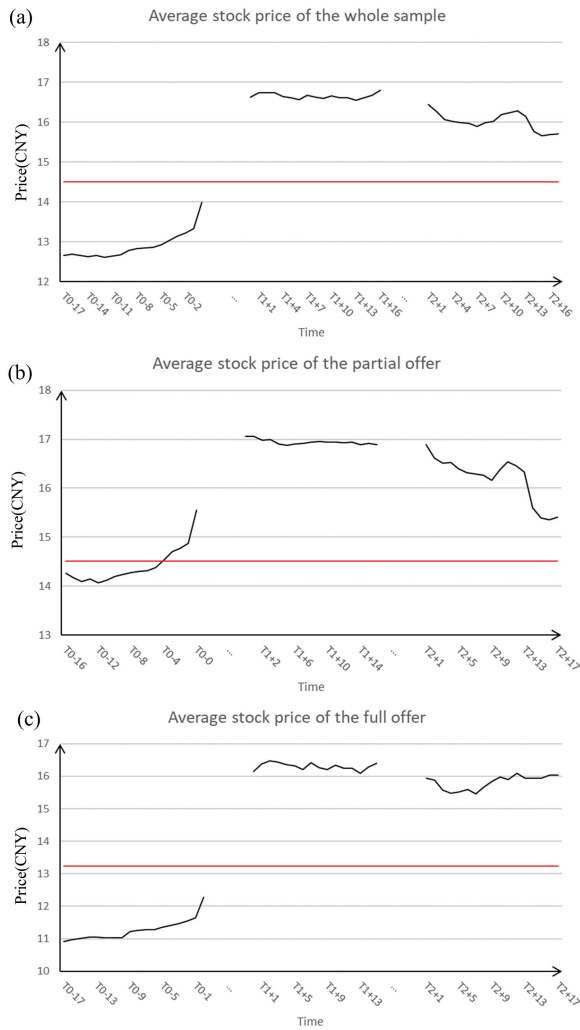 (a)
Average stock price of the whole sample
Price(CNY)
18
17
16
15
14
13
12
T0-17 T0-14 T0-11 T0-8 T0-5 T0-2 ... T1+1 T1+4 T1+7 T1+10 T1+13 T1+16 ... T2+1 T2+4 T2+7 T2+10 T2+13 T2+16
Time
(b)
Average stock price of the partial offer
Price(CNY)
18
17
16
15
14
13
T0-16 T0-12 T0-8 T0-4 T0-0 ... T1+2 T1+6 T1+10 T1+14 ... T2+1 T2+5 T2+9 T2+13 T2+17
Time
(c)
Average stock price of the full offer
Price(CNY)
17
16
15
14
13
12
11
10
T0-17 T0-13 T0-9 T0-5 T0-1 ... T1+1 T1+5 T1+9 T1+13 ... T2+1 T2+5 T2+9 T2+13 T2+17
Time